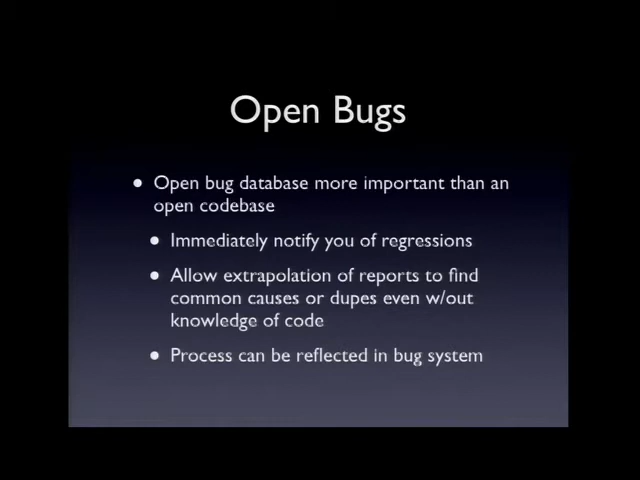 Open Bugs
• Open bug database more important than an
open codebase
• Immediately notify you of regressions
• Allow extrapolation of reports to find
common causes or dupes even w/out
knowledge of code
• Process can be reflected in bug system